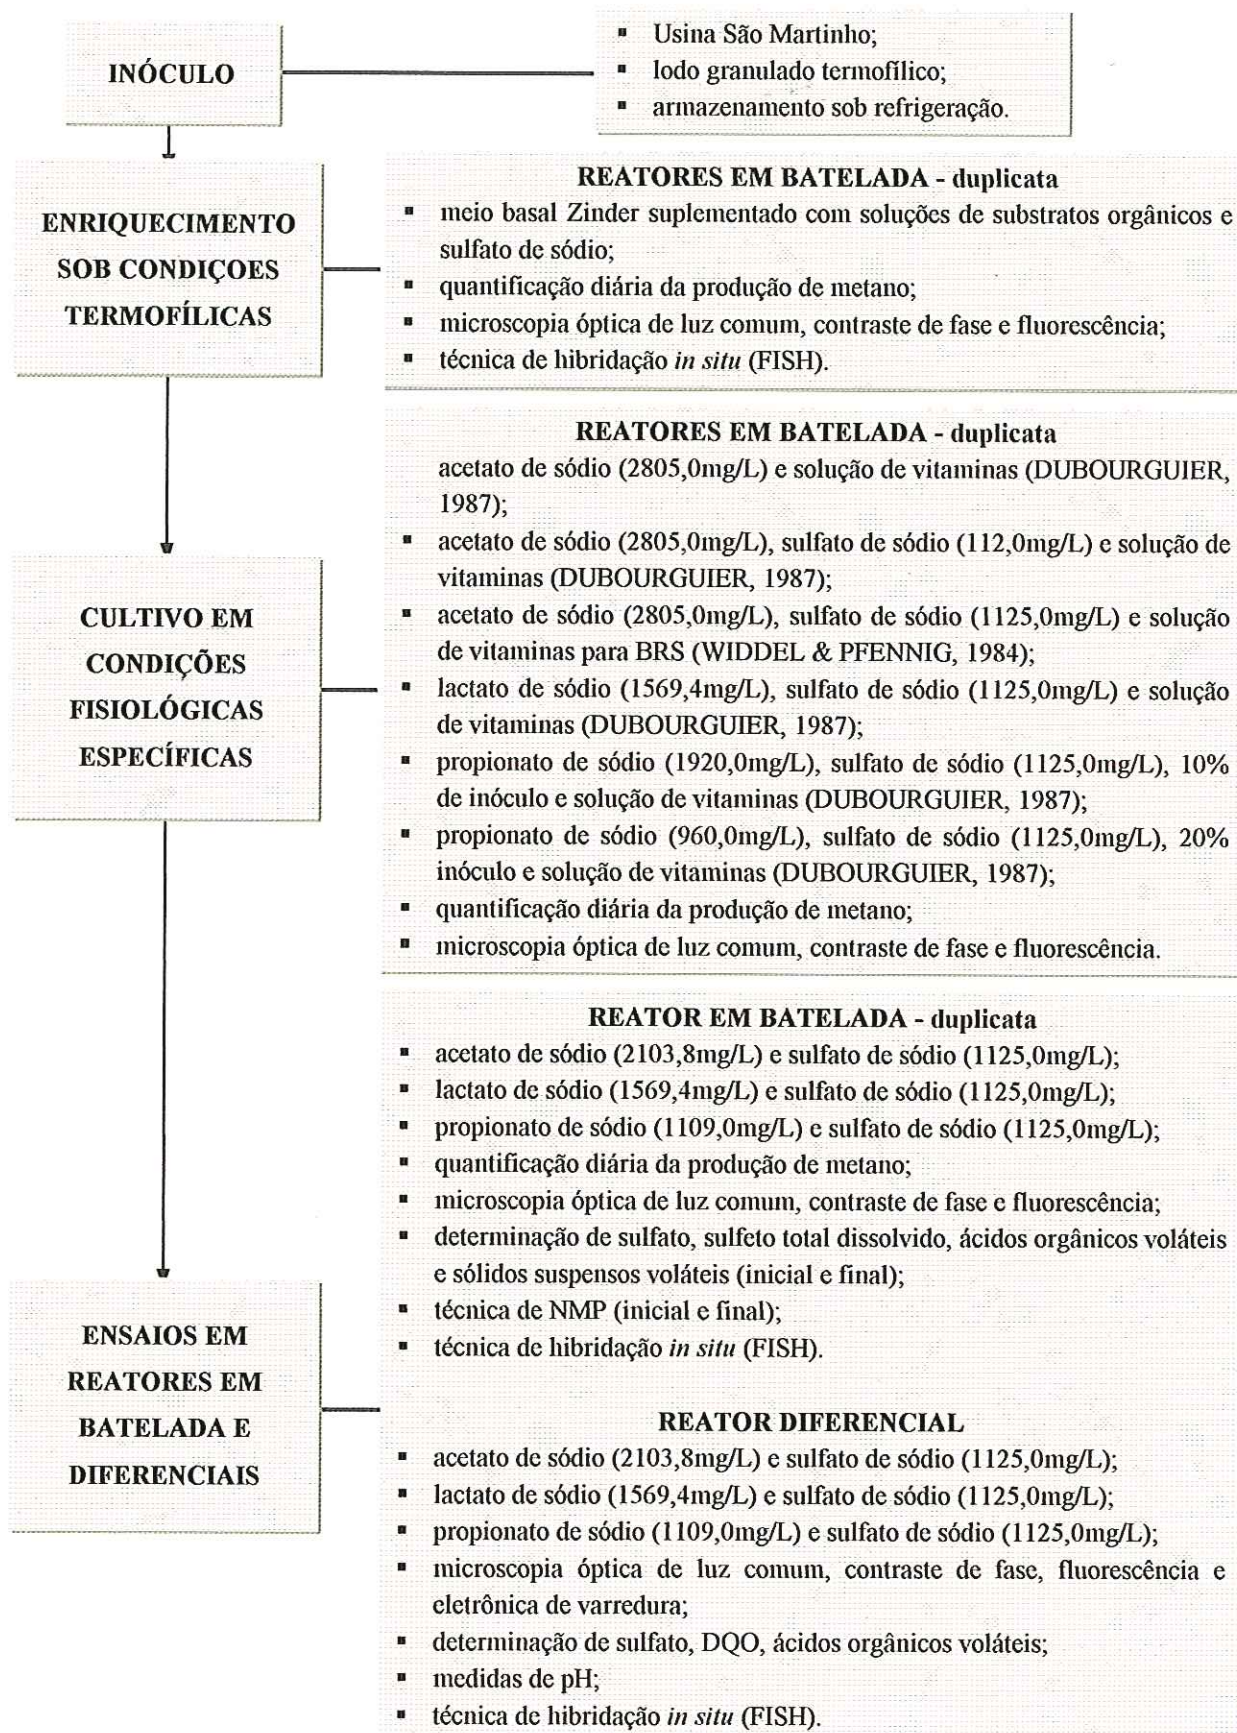 INÓCULO
▪ Usina São Martinho;
▪ lodo granulado termofílico;
▪ armazenamento sob refrigeração.
ENRIQUECIMENTO
SOB CONDIÇOES
TERMOFÍLICAS
REATORES EM BATELADA - duplicata
▪ meio basal Zinder suplementado com soluções de substratos orgânicos e
sulfato de sódio;
▪ quantificação diária da produção de metano;
▪ microscopia óptica de luz comum, contraste de fase e fluorescência;
▪ técnica de hibridação in situ (FISH).
CULTIVO EM
CONDIÇÕES
FISIOLÓGICAS
ESPECÍFICAS
REATORES EM BATELADA - duplicata
acetato de sódio (2805,0mg/L) e solução de vitaminas (DUBOURGUIER,
1987);
▪ acetato de sódio (2805,0mg/L), sulfato de sódio (112,0mg/L) e solução de
vitaminas (DUBOURGUIER, 1987);
▪ acetato de sódio (2805,0mg/L), sulfato de sódio (1125,0mg/L) e solução
de vitaminas para BRS (WIDDEL & PFENNIG, 1984);
▪ lactato de sódio (1569,4mg/L), sulfato de sódio (1125,0mg/L) e solução
de vitaminas (DUBOURGUIER, 1987);
▪ propionato de sódio (1920,0mg/L), sulfato de sódio (1125,0mg/L), 10%
de inóculo e solução de vitaminas (DUBOURGUIER, 1987);
▪ propionato de sódio (960,0mg/L), sulfato de sódio (1125,0mg/L), 20%
inóculo e solução de vitaminas (DUBOURGUIER, 1987);
▪ quantificação diária da produção de metano;
▪ microscopia óptica de luz comum, contraste de fase e fluorescência.
ENSAIOS EM
REATORES EM
BATELADA E
DIFERENCIAIS
REATOR EM BATELADA - duplicata
▪ acetato de sódio (2103,8mg/L) e sulfato de sódio (1125,0mg/L);
▪ lactato de sódio (1569,4mg/L) e sulfato de sódio (1125,0mg/L);
▪ propionato de sódio (1109,0mg/L) e sulfato de sódio (1125,0mg/L);
▪ quantificação diária da produção de metano;
▪ microscopia óptica de luz comum, contraste de fase e fluorescência;
▪ determinação de sulfato, sulfeto total dissolvido, ácidos orgânicos voláteis
e sólidos suspensos voláteis (inicial e final);
▪ técnica de NMP (inicial e final);
▪ técnica de hibridação in situ (FISH).
REATOR DIFERENCIAL
▪ acetato de sódio (2103,8mg/L) e sulfato de sódio (1125,0mg/L);
▪ lactato de sódio (1569,4mg/L) e sulfato de sódio (1125,0mg/L);
▪ propionato de sódio (1109,0mg/L) e sulfato de sódio (1125,0mg/L);
▪ microscopia óptica de luz comum, contraste de fase, fluorescência e
eletrônica de varredura;
▪ determinação de sulfato, DQO, ácidos orgânicos voláteis;
▪ medidas de pH;
▪ técnica de hibridação in situ (FISH).